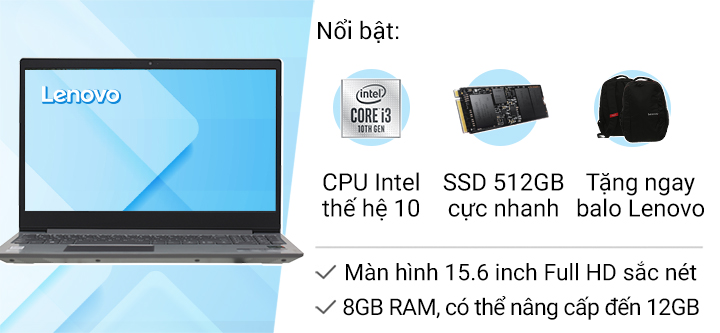 Nổi bật:
Lenovo
intel
CORE i3
10TH GEN
CPU Intel
thế hệ 10
SSD 512GB
cực nhanh
Tặng ngay
balo Lenovo
Màn hình 15.6 inch Full HD sắc nét
8GB RAM, có thể nâng cấp đến 12GB